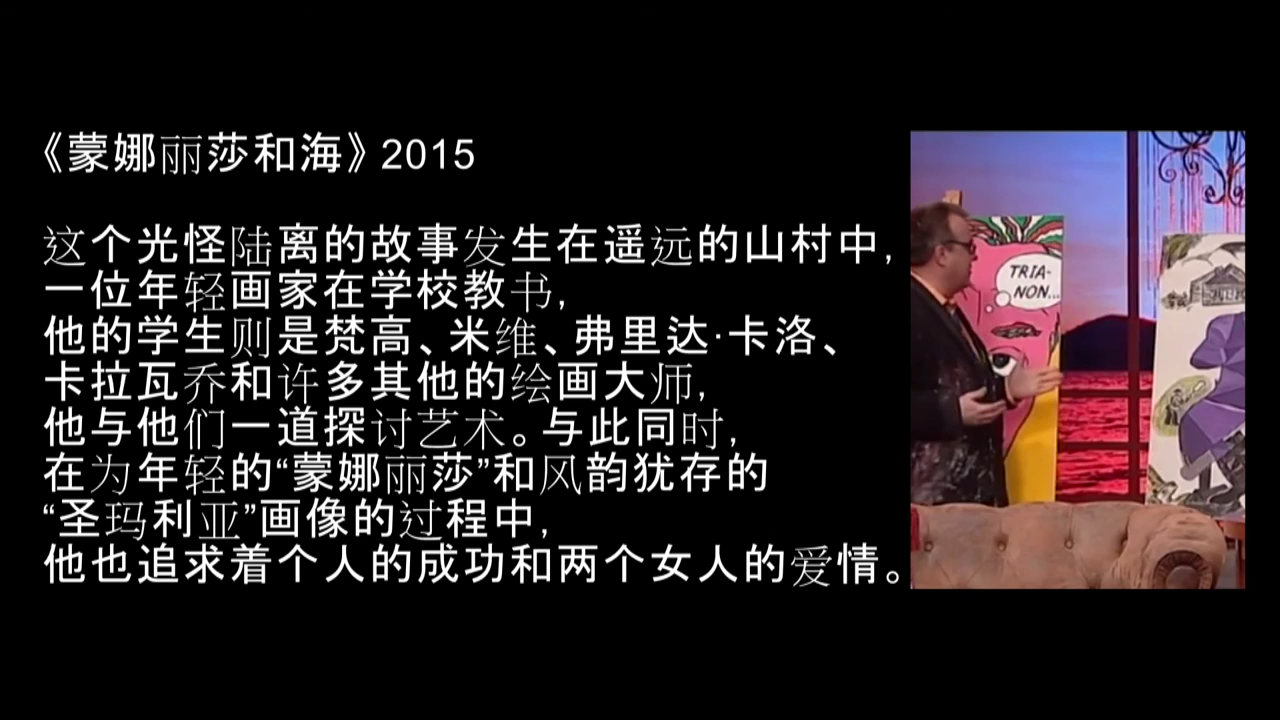 《蒙娜丽莎和海》2015
这个光怪陆离的故事发生在遥远的山村中,
一位年轻画家在学校教书,
他的学生则是梵高、米维、弗里达·卡洛、
卡拉瓦乔和许多其他的绘画大师,
他与他们一道探讨艺术。与此同时,
在为年轻的“蒙娜丽莎”和风韵犹存的
“圣玛利亚”画像的过程中,
他也追求着个人的成功和两个女人的爱情。
TRIA-
NON...